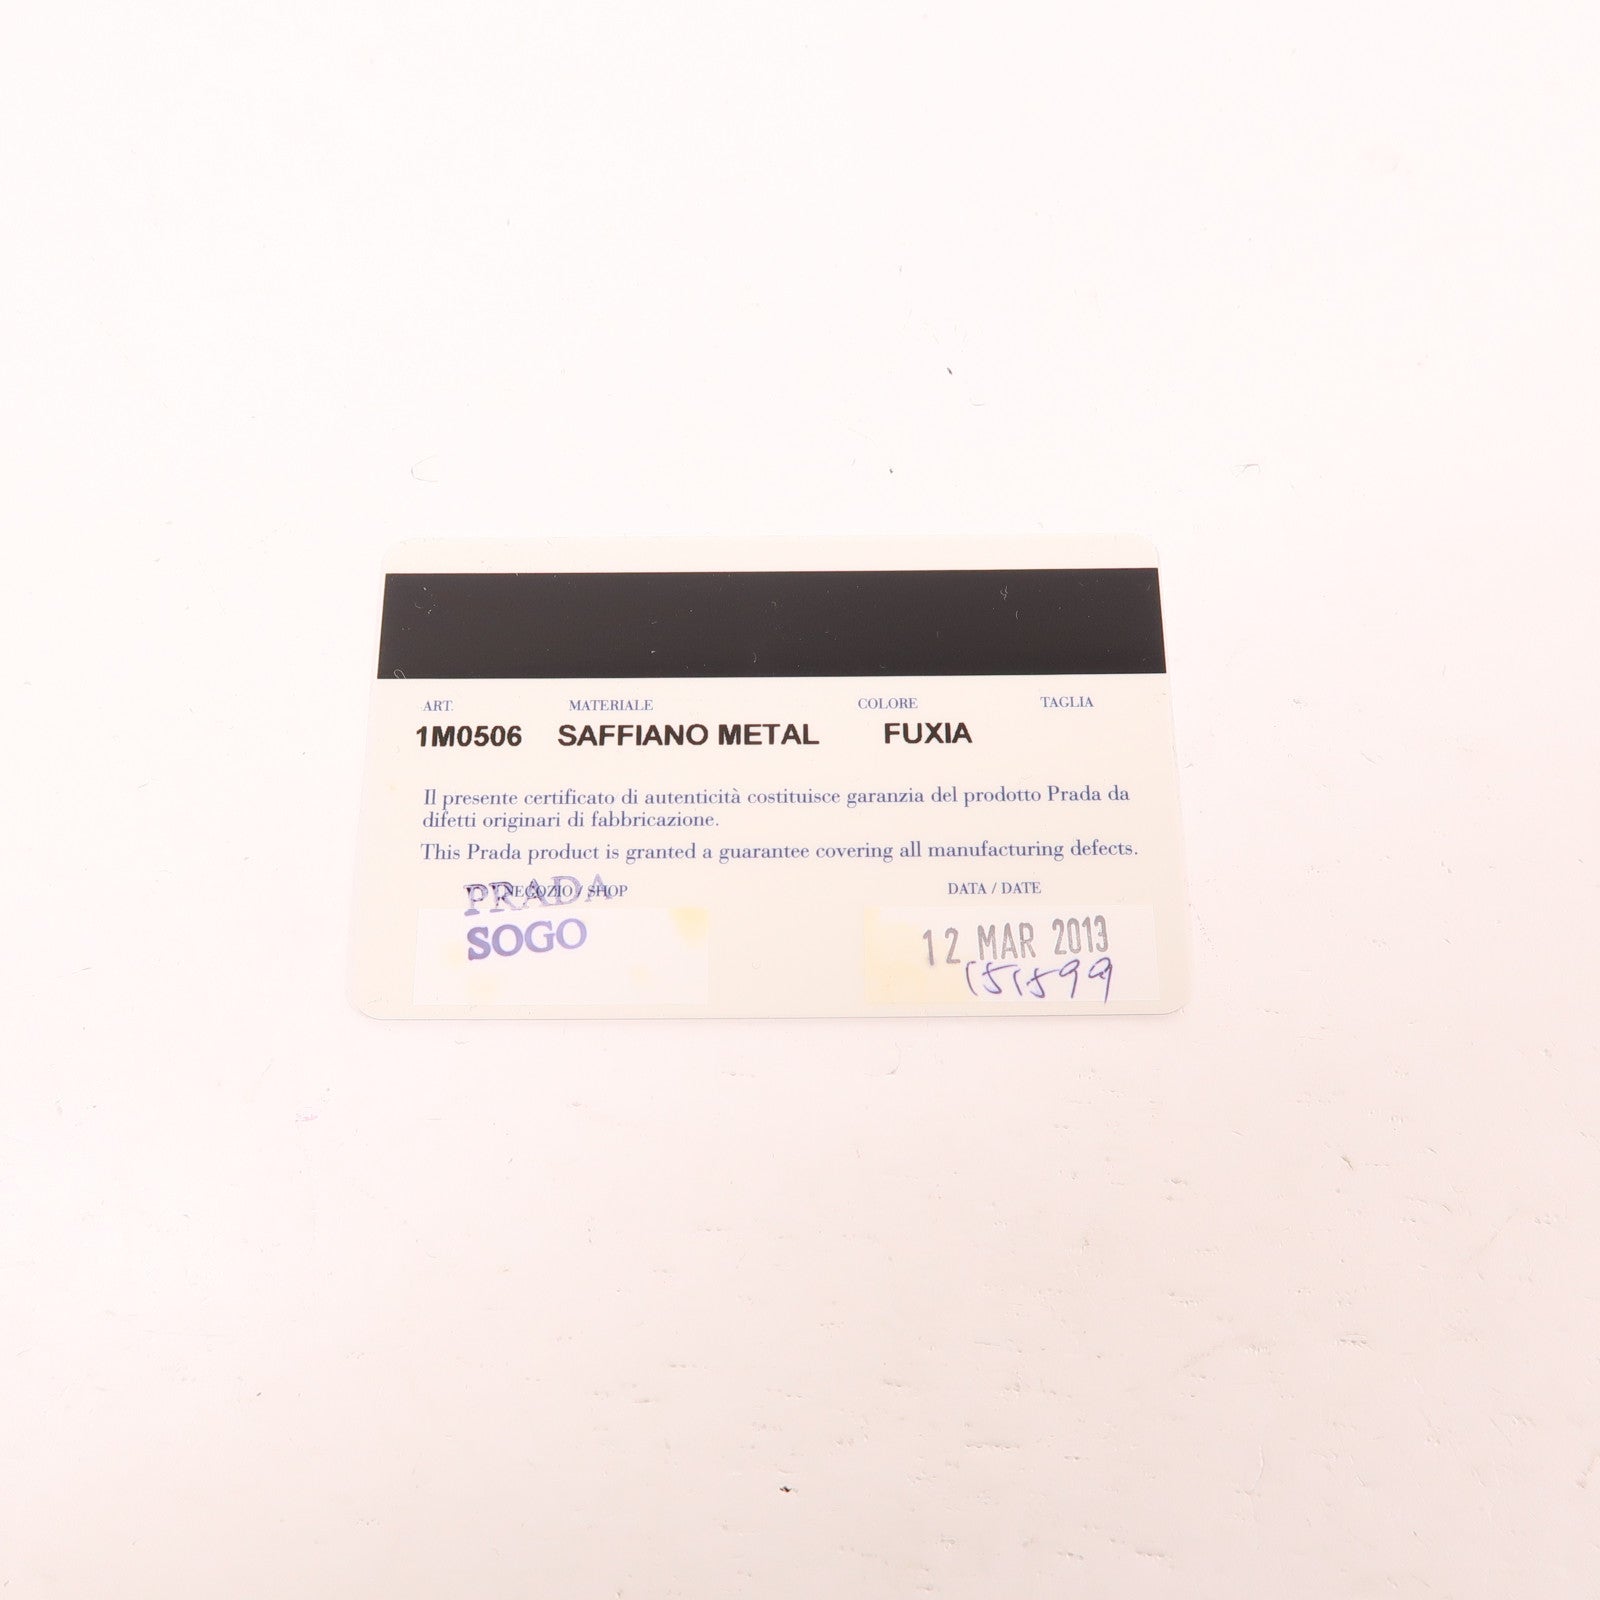 ART. MATERIALE COLORE TAGLIA
1M0506 SAFFIANO METAL FUXIA
Il presente certificato di autenticità costituisce garanzia del prodotto Prada da
difetti originari di fabbricazione.
This Prada product is granted a guarantee covering all manufacturing defects.
NEGOZIO / SHOP DATA / DATE
PRADA
SOGO
12 MAR 2013
151599